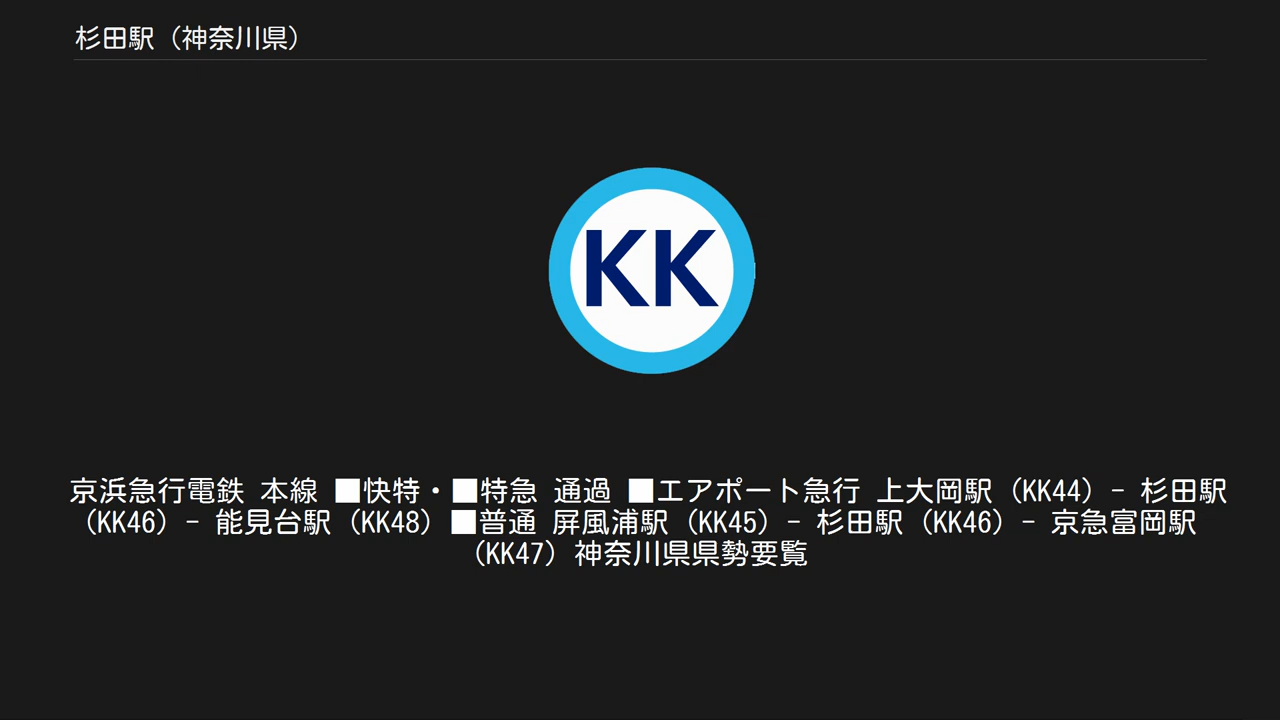 杉田駅（神奈川県）
KK
京浜急行電鉄 本線 ■快特・■特急 通過 ■エアポート急行 上大岡駅（KK44）- 杉田駅
（KK46）- 能見台駅（KK48）■普通 屏風浦駅（KK45）- 杉田駅（KK46）- 京急富岡駅
（KK47）神奈川県県勢要覧